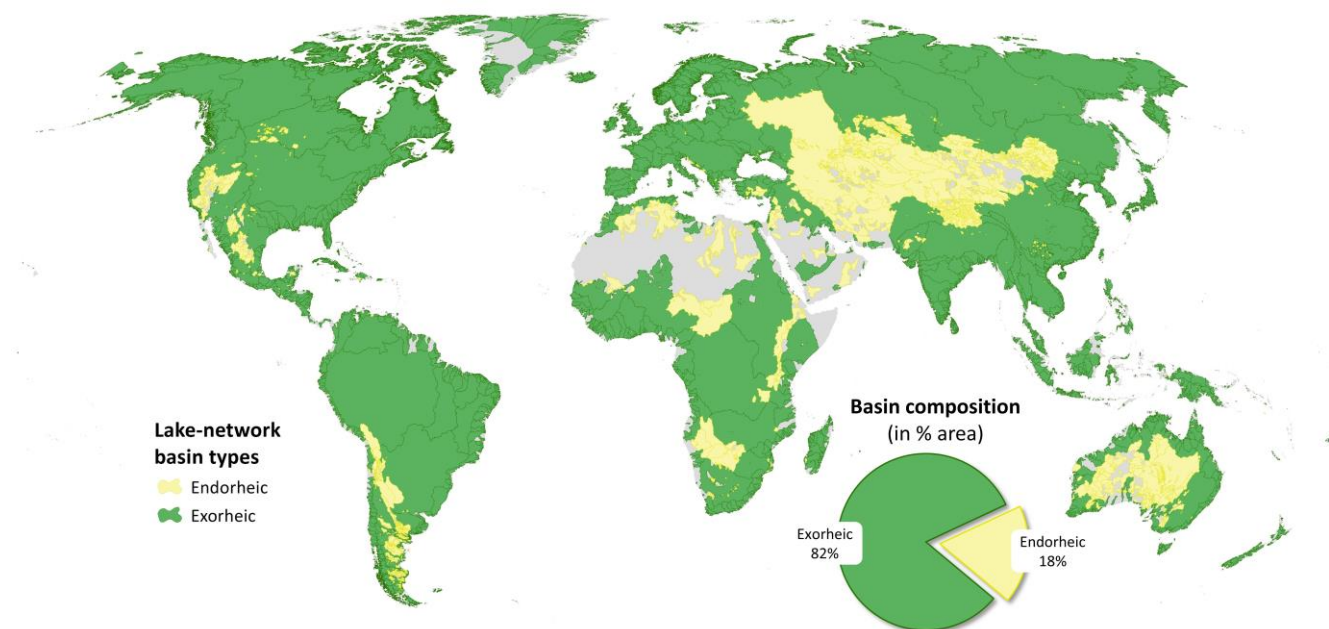 Lake-network
basin types
Endorheic
Exorheic
Basin composition
(in % area)
Exorheic
82%
Endorheic
18%